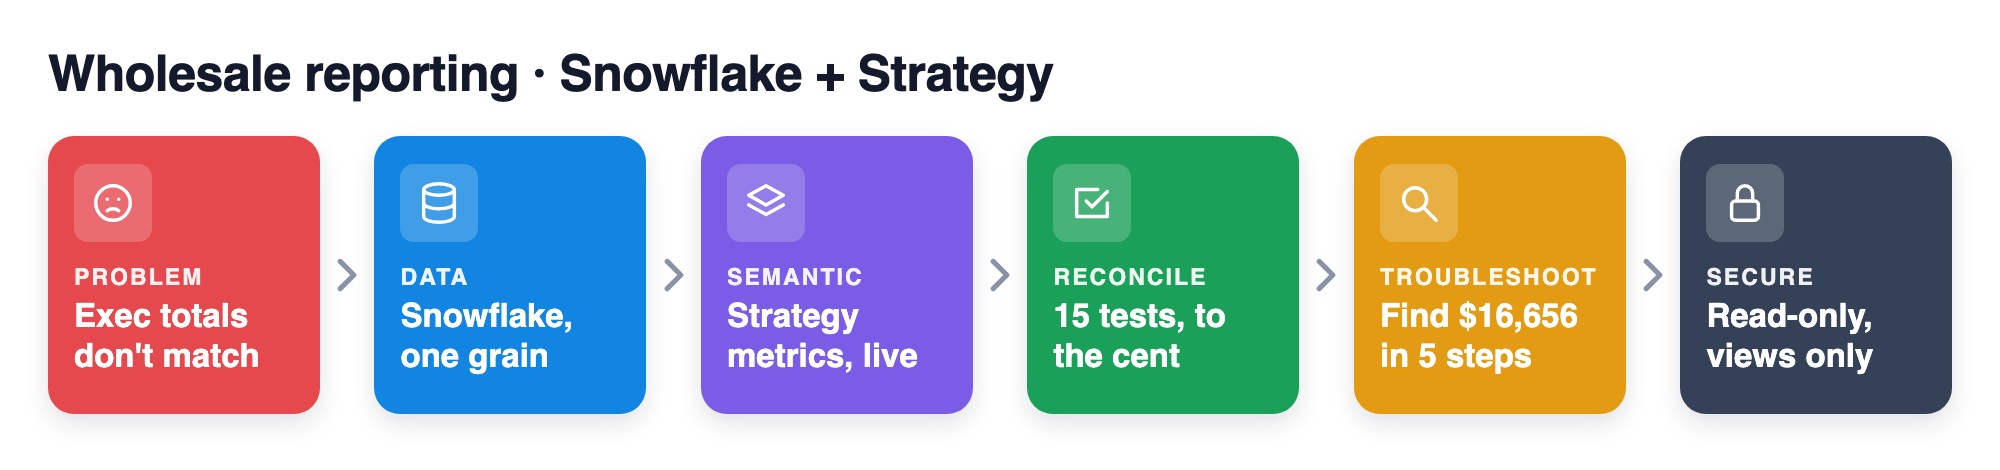 Wholesale reporting · Snowflake + Strategy
PROBLEM
Exec totals
don't match
DATA
Snowflake,
one grain
SEMANTIC
Strategy
metrics, live
RECONCILE
15 tests, to
the cent
TROUBLESHOOT
Find $16,656
in 5 steps
SECURE
Read-only,
views only